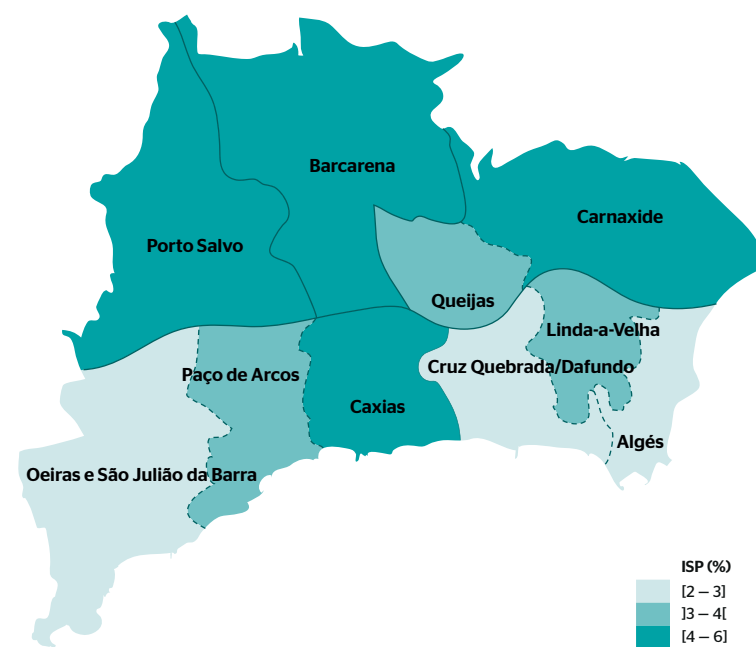 Barcarena
Carnaxide
Porto Salvo
Queijas
Linda-a-Velha
Cruz Quebrada/Dafundo
Paço de Arcos
Caxias
Algés
Oeiras e São Julião da Barra
ISP (%)
[2 – 3]
]3 – 4[
[4 – 6]